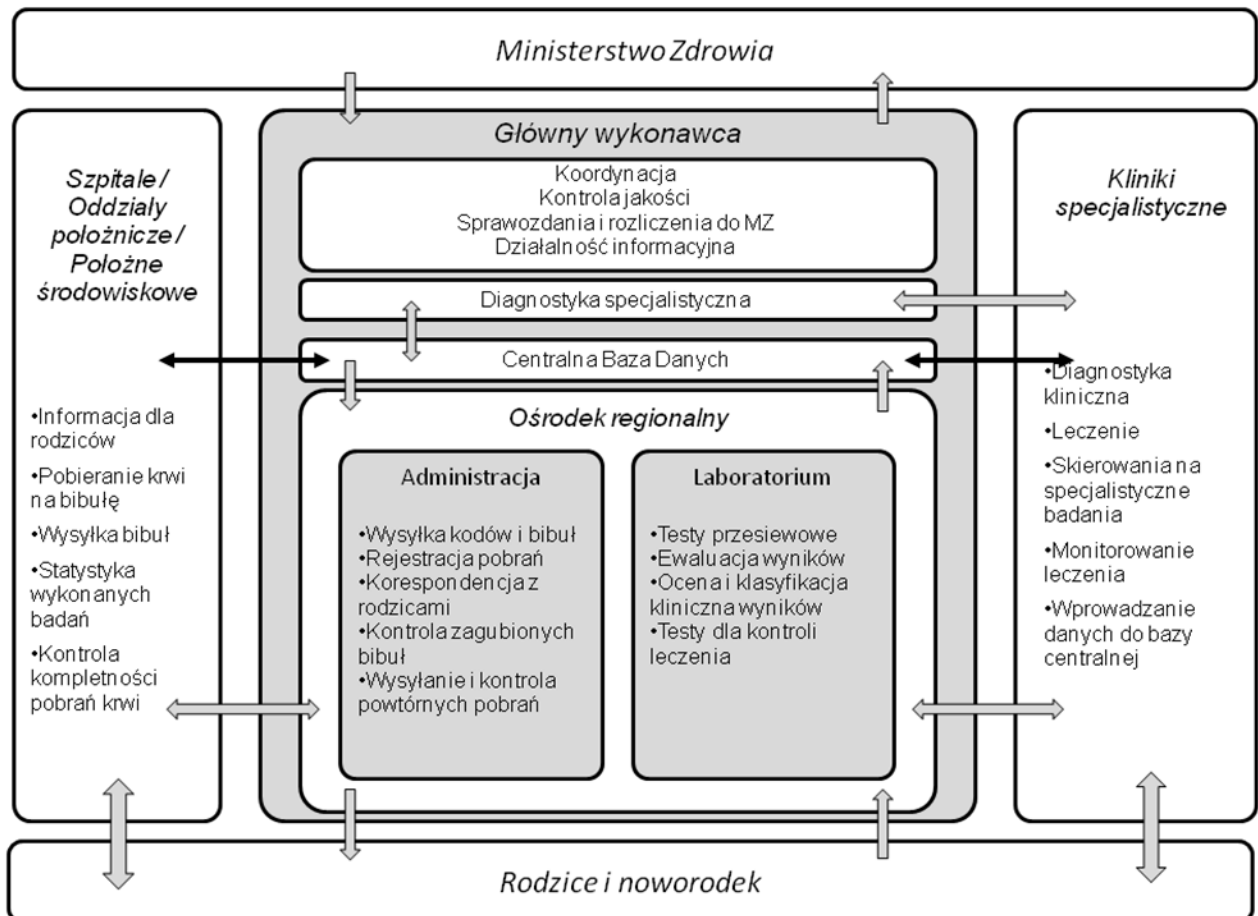 Ministerstwo Zdrowia
Szpitale /
Oddziały
położnicze /
Położne
środowiskowe
•Informacja dla
rodziców
•Pobieranie krwi
na bibułę
•Wysyłka bibuł
•Statystyka
wykonanych
badań
•Kontrola
kompletności
pobrań krwi
Główny wykonawca
Koordynacja
Kontrola jakości
Sprawozdania i rozliczenia do MZ
Działalność informacyjna
Diagnostyka specjalistyczna
Centralna Baza Danych
Ośrodek regionalny
Administracja
•Wysyłka kodów i bibuł
•Rejestracja pobrań
•Korespondencja z
rodzicami
•Kontrola zagubionych
bibuł
•Wysyłanie i kontrola
powtórnych pobrań
Laboratorium
•Testy przesiewowe
•Ewaluacja wyników
•Ocena i klasyfikacja
kliniczna wyników
•Testy dla kontroli
leczenia
Kliniki
specjalistyczne
•Diagnostyka
kliniczna
•Leczenie
•Skierowania na
specjalistyczne
badania
•Monitorowanie
leczenia
•Wprowadzanie
danych do bazy
centralnej
Rodzice i noworodek